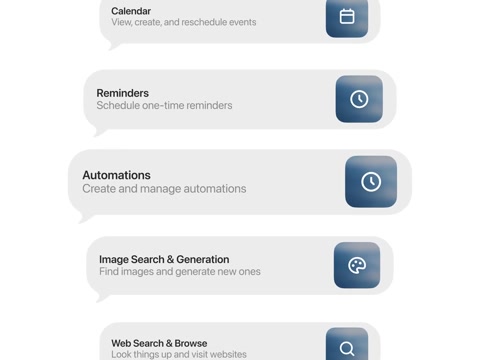 Calendar
View, create, and reschedule events
Reminders
Schedule one-time reminders
Automations
Create and manage automations
Image Search & Generation
Find images and generate new ones
Web Search & Browse
Look things up and visit websites